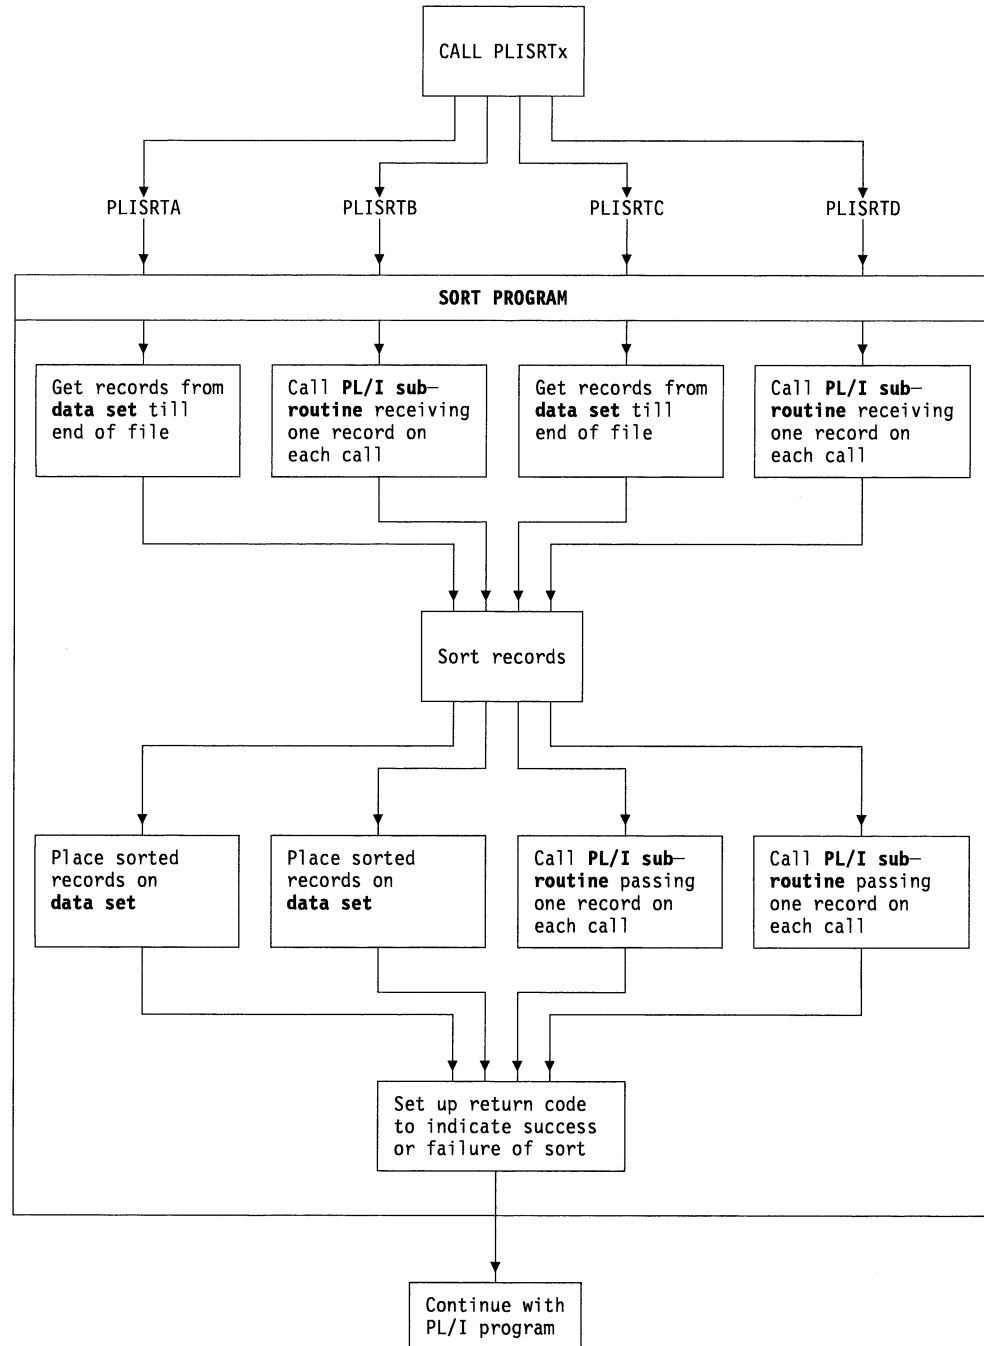 CALL PLISRTx
PLISRTA
PLISRTB
PLISRTC
PLISRTD
SORT PROGRAM
Get records from
data set till
end of file
Call PL/I sub—
routine receiving
one record on
each call
Get records from
data set till
end of file
Call PL/I sub—
routine receiving
one record on
each call
Sort records
Place sorted
records on
data set
Place sorted
records on
data set
Call PL/I sub—
routine passing
one record on
each call
Call PL/I sub—
routine passing
one record on
each call
Set up return code
to indicate success
or failure of sort
Continue with
PL/I program